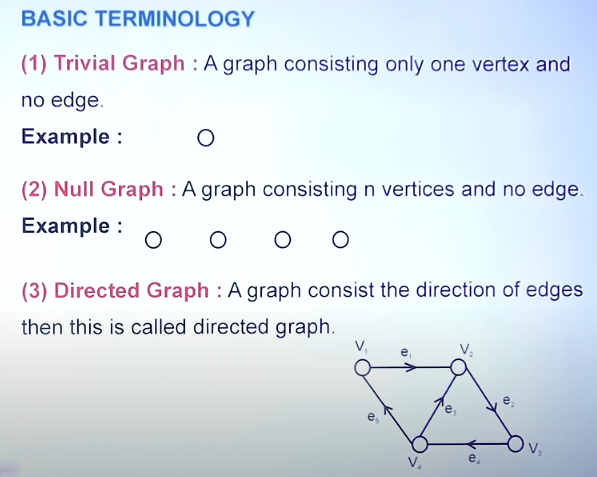 BASIC TERMINOLOGY
(1) Trivial Graph : A graph consisting only one vertex and
no edge.
Example :
(2) Null Graph : A graph consisting n vertices and no edge.
Example :
(3) Directed Graph : A graph consist the direction of edges
then this is called directed graph.
V₁ e₁ V₂
e₅ e₃ e₂
V₄ e₄ V₃